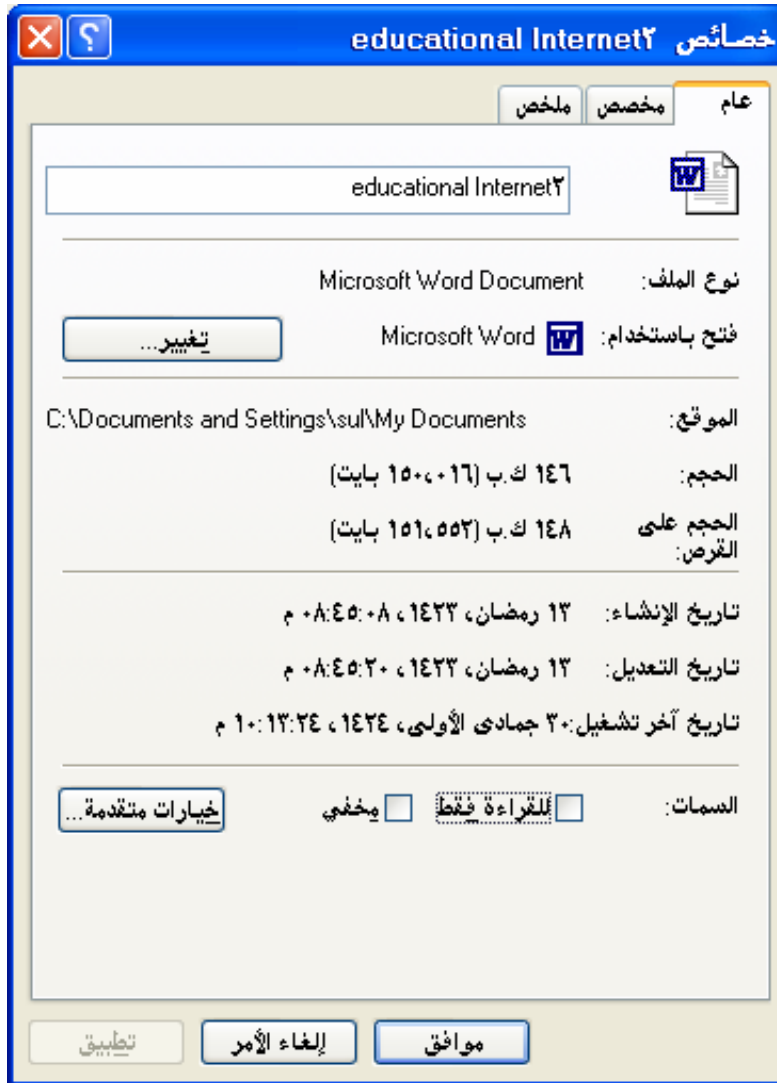 خصائص educational Internet٢
عام مخصص ملخص
educational Internet٢
نوع الملف: Microsoft Word Document
فتح باستخدام: Microsoft Word تغيير...
الموقع: C:\Documents and Settings\sul\My Documents
الحجم: ١٤٦ ك.ب (١٥٠،٠١٦ بايت)
الحجم على القرص: ١٤٨ ك.ب (١٥١،٥٥٢ بايت)
تاريخ الإنشاء: ١٣ رمضان، ١٤٢٣ ، ٠٨:٤٥:٠٨ م
تاريخ التعديل: ١٣ رمضان، ١٤٢٣ ، ٠٨:٤٥:٢٠ م
تاريخ آخر تشغيل: ٣٠ جمادى الأولى، ١٤٢٤ ، ١٠:١٣:٢٤ م
السمات: للقراءة فقط مخفي خيارات متقدمة...
موافق إلغاء الأمر تطبيق